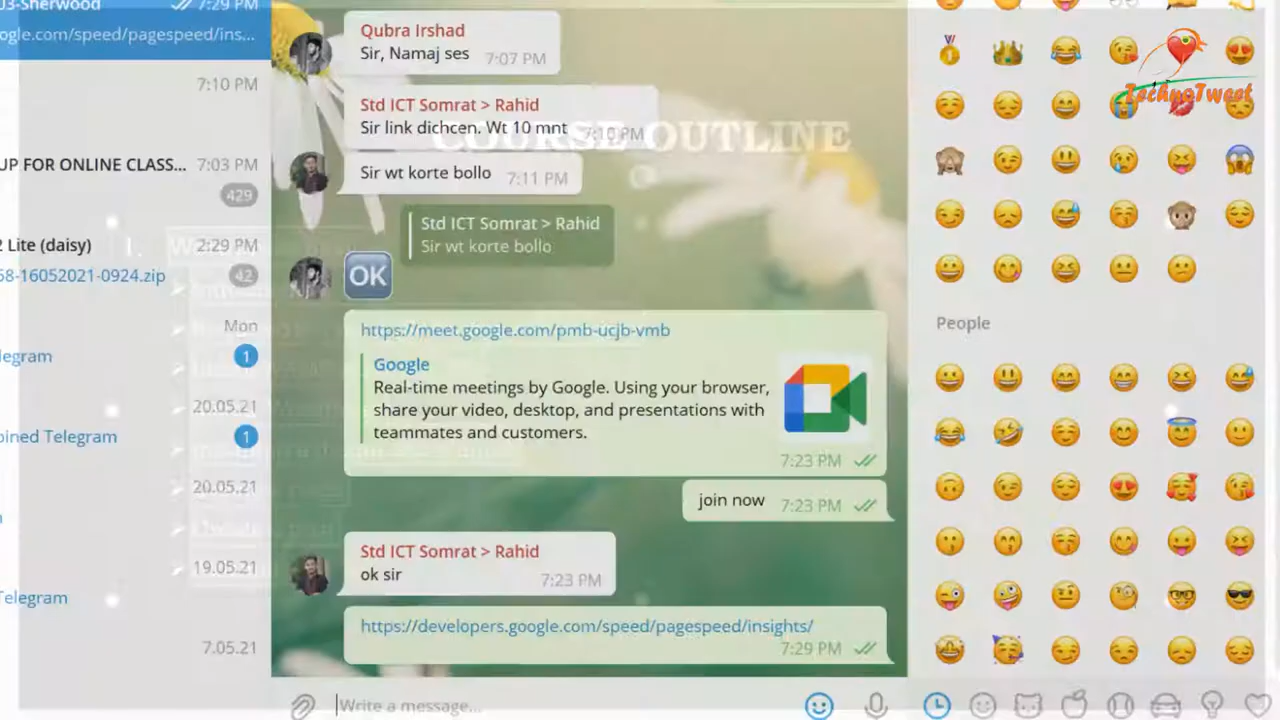 03-Sherwood 7:29 PM
ogle.com/speed/pagespeed/ins...
7:10 PM
UP FOR ONLINE CLASS... 7:03 PM
429
2 Lite (daisy) 2:29 PM
68-16052021-0924.zip 42
Mon
legram 1
20.05.21
oined Telegram 1
20.05.21
19.05.21
Telegram
7.05.21
Qubra Irshad
Sir, Namaj ses 7:07 PM
Std ICT Somrat > Rahid
Sir link dichcen. Wt 10 mnt 7:10 PM
COURSE OUTLINE
Sir wt korte bollo 7:11 PM
Std ICT Somrat > Rahid
Sir wt korte bollo
OK
https://meet.google.com/pmb-ucjb-vmb
Google
Real-time meetings by Google. Using your browser,
share your video, desktop, and presentations with
teammates and customers.
7:23 PM
join now 7:23 PM
Std ICT Somrat > Rahid
ok sir 7:23 PM
https://developers.google.com/speed/pagespeed/insights/
7:29 PM
Write a message...
TechnoTweet
People